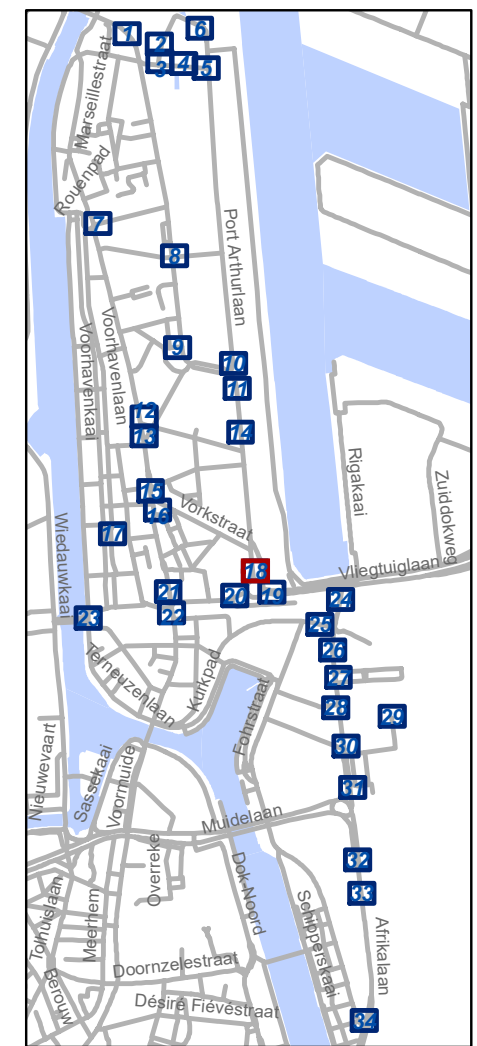 1
2
6
3
4
5
Marseillestraat
Rouenpad
7
8
Port Arthurlaan
Voorhavenlaan
Voorhavenkaai
9
10
11
12
13
14
Rigakaai
Zuiddokweg
15
16
Vorkstraat
17
Wiedauwkaai
18
Vliegtuiglaan
19
20
21
22
23
24
25
26
27
28
29
30
31
Terneuzenlaan
Kurkpad
Fohrstraat
Nieuwevaart
Sassekaai
Voormuide
Muidelaan
Overreke
Dok-Noord
32
33
Tolhuislaan
Meerhem
Schipperskaai
Afrikalaan
Doornzelestraat
Berouw
Désiré Fiévéstraat
34